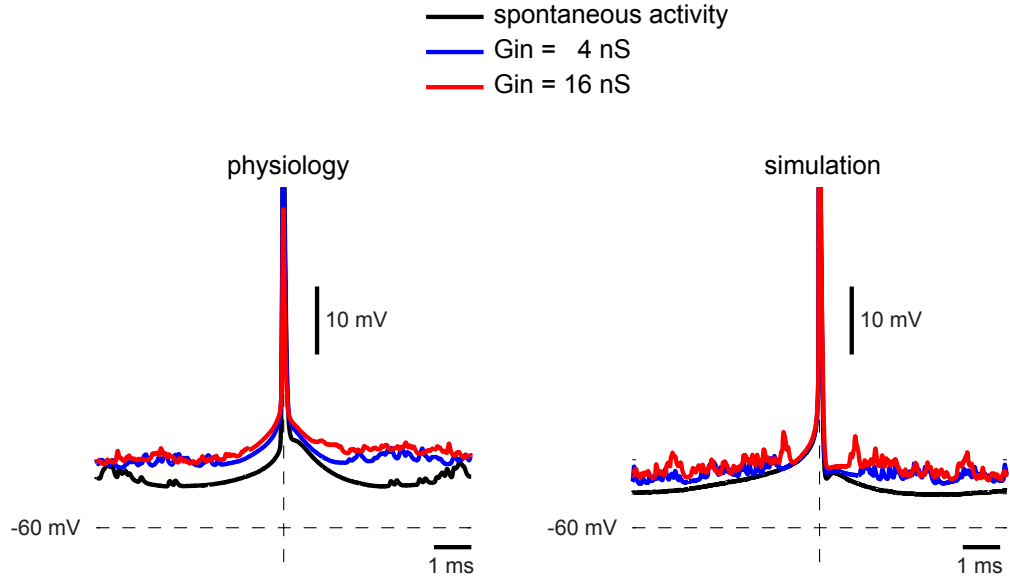 spontaneous activity
Gin = 4 nS
Gin = 16 nS
physiology
simulation
10 mV
10 mV
-60 mV
-60 mV
1 ms
1 ms